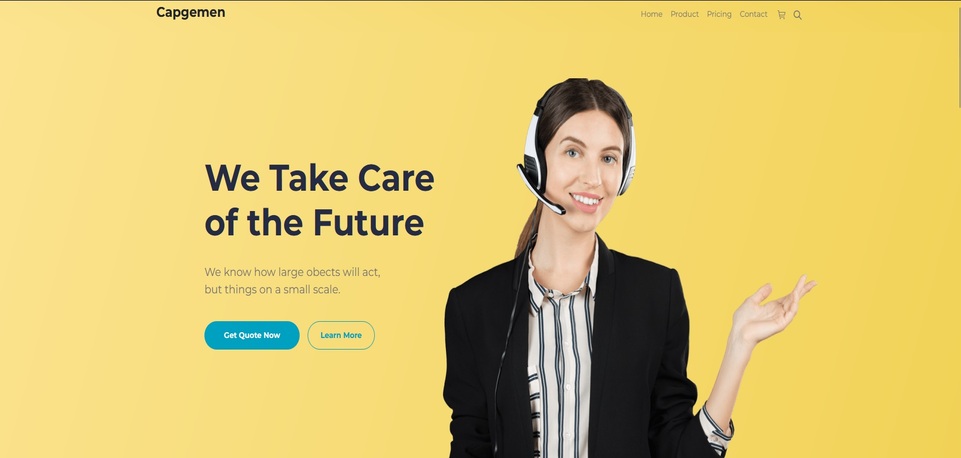 Capgemen
Home Product Pricing Contact
We Take Care
of the Future
We know how large obects will act,
but things on a small scale.
Get Quote Now Learn More